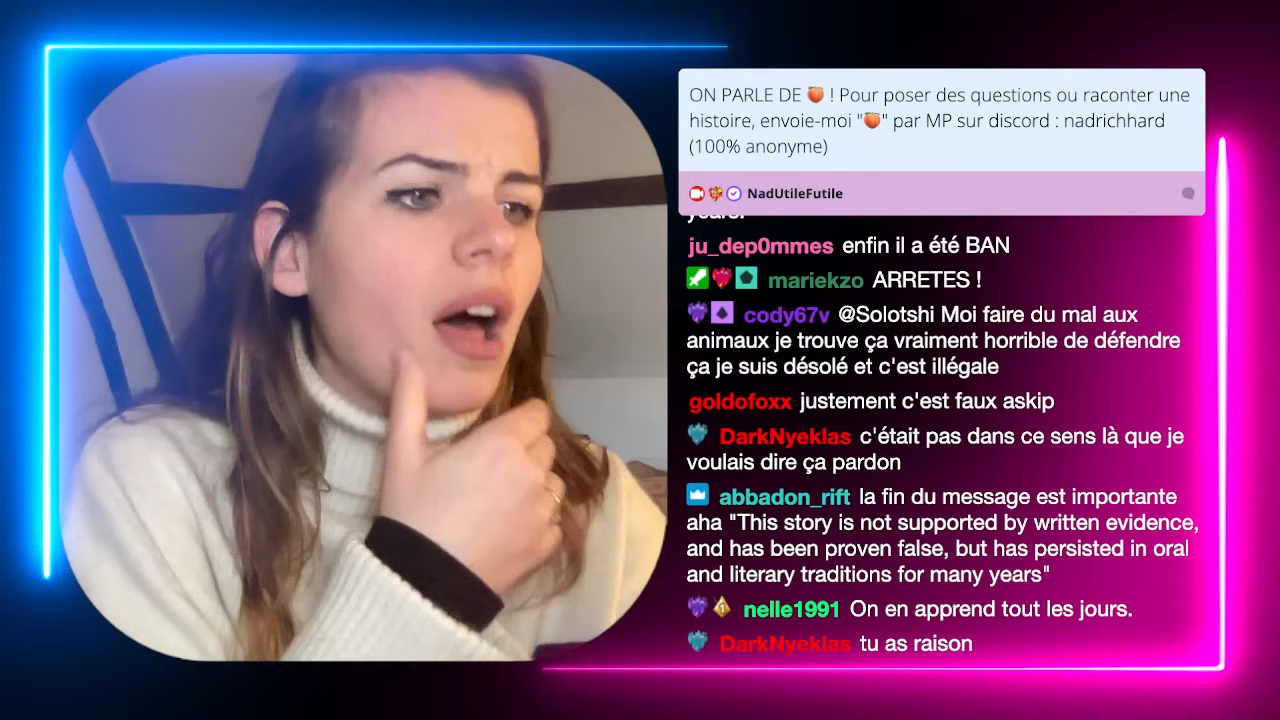 ON PARLE DE 🍑 ! Pour poser des questions ou raconter une
histoire, envoie-moi "🍑" par MP sur discord : nadrichhard
(100% anonyme)
NadUtileFutile
years.
ju_dep0mmes enfin il a été BAN
mariekzo ARRETES !
cody67v @Solotshi Moi faire du mal aux
animaux je trouve ça vraiment horrible de défendre
ça je suis désolé et c'est illégale
goldofoxx justement c'est faux askip
DarkNyeklas c'était pas dans ce sens là que je
voulais dire ça pardon
abbadon_rift la fin du message est importante
aha "This story is not supported by written evidence,
and has been proven false, but has persisted in oral
and literary traditions for many years"
nelle1991 On en apprend tout les jours.
DarkNyeklas tu as raison